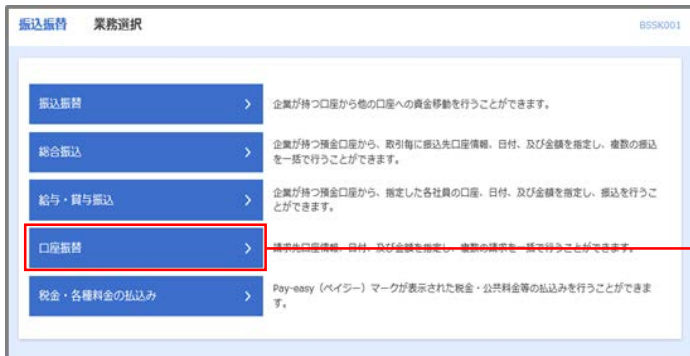 振込振替 業務選択 BSSK001
振込振替 企業が持つ口座から他の口座への資金移動を行うことができます。
総合振込 企業が持つ預金口座から、取引毎に振込先口座情報、日付、及び金額を指定し、複数の振込
を一括で行うことができます。
給与・賞与振込 企業が持つ預金口座から、指定した各社員の口座、日付、及び金額を指定し、振込を行うこ
とができます。
口座振替 請求先口座情報、日付、及び金額を指定し、複数の請求を一括で行うことができます。
税金・各種料金の払込み Pay-easy（ペイジー）マークが表示された税金・公共料金等の払込みを行うことができま
す。